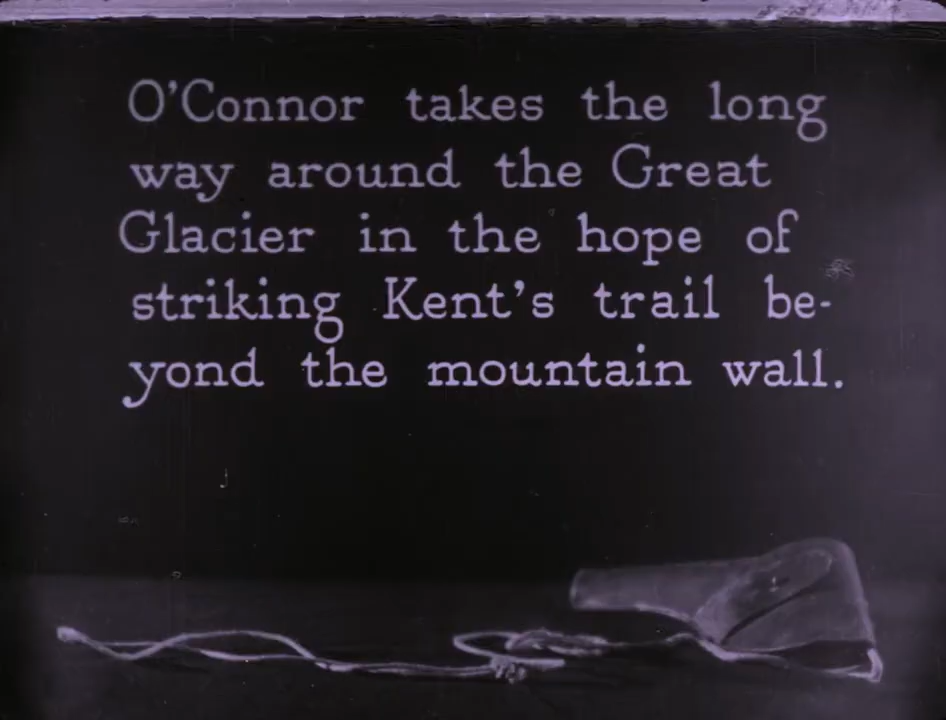 O'Connor takes the long
way around the Great
Glacier in the hope of
striking Kent's trail be-
yond the mountain wall.